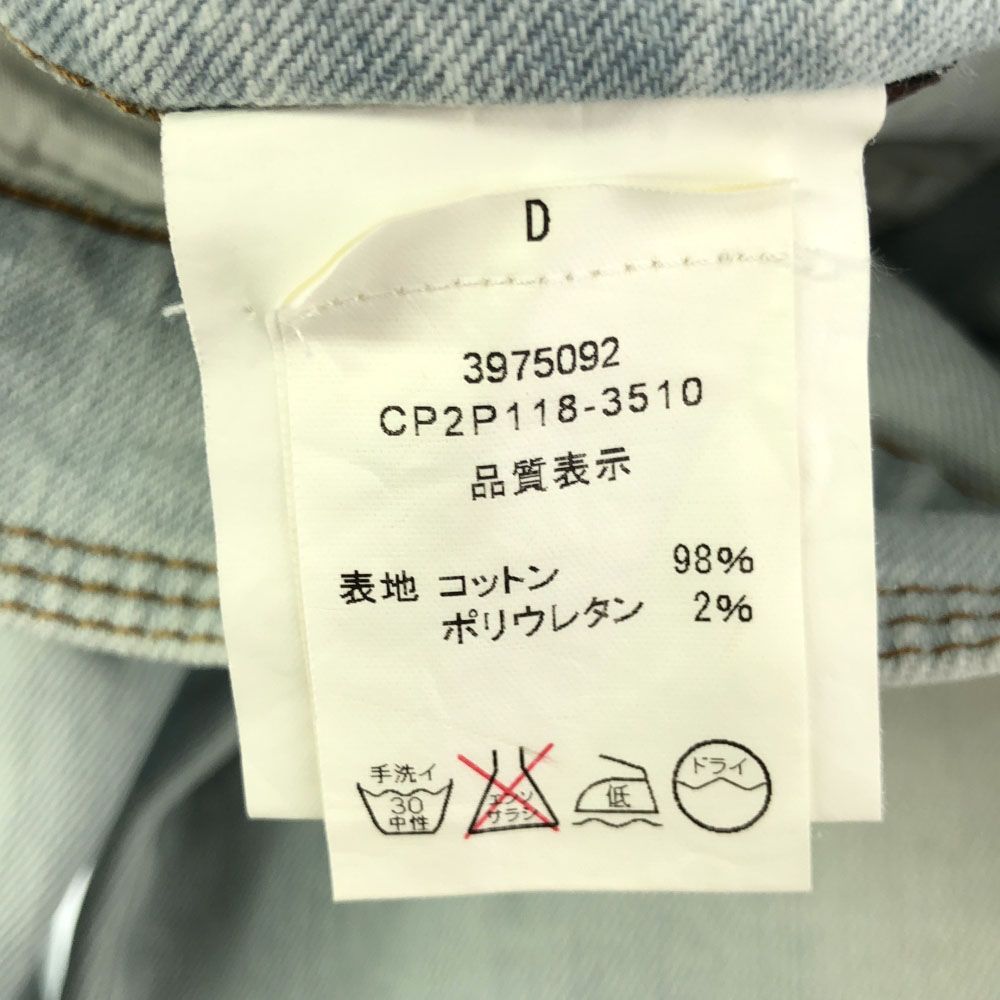 D
3975092
CP2P118-3510
品質表示
表地 コットン 98%
ポリウレタン 2%
手洗イ
30
中性
エンソ
サラシ
低
ドライ